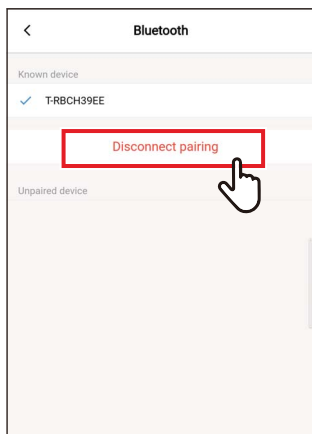 Bluetooth
Known device
T-RBCH39EE
Disconnect pairing
Unpaired device